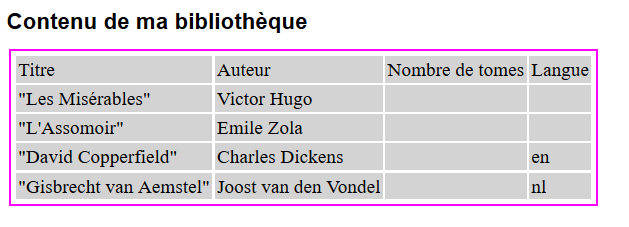 Contenu de ma bibliothèque
Titre Auteur Nombre de tomes Langue
"Les Misérables" Victor Hugo
"L'Assomoir" Emile Zola
"David Copperfield" Charles Dickens en
"Gisbrecht van Aemstel" Joost van den Vondel nl